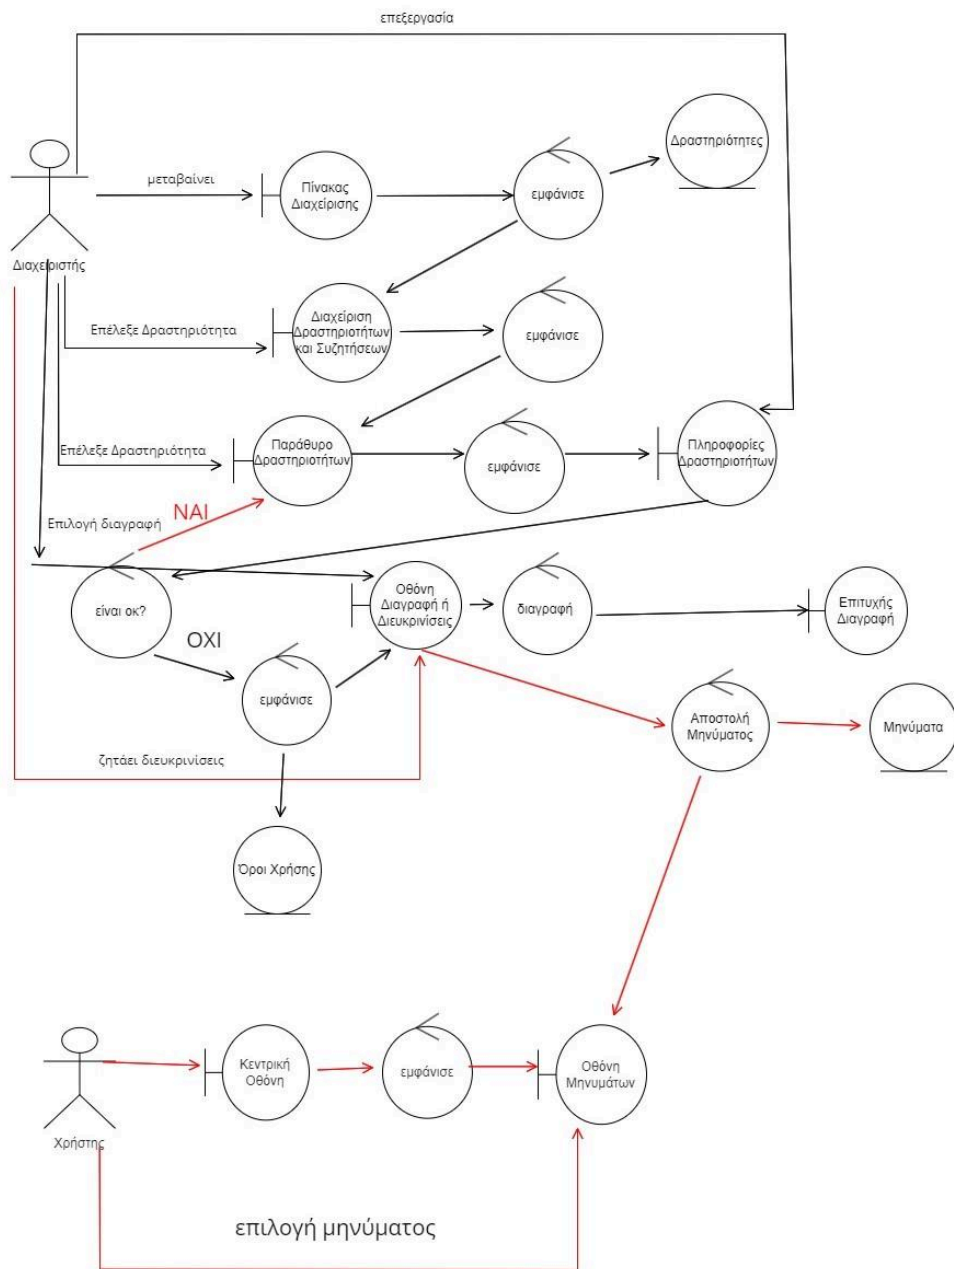 επεξεργασία
Δραστηριότητες
μεταβαίνει
Πίνακας
Διαχείρισης
εμφάνισε
Διαχειριστής
Επέλεξε Δραστηριότητα
Διαχείριση
Δραστηριοτήτων
και Συζητήσεων
εμφάνισε
Επέλεξε Δραστηριότητα
Παράθυρο
Δραστηριοτήτων
εμφάνισε
Πληροφορίες
Δραστηριοτήτων
Επιλογή διαγραφή
ΝΑΙ
είναι οκ?
Οθόνη
Διαγραφή ή
Διευκρινίσεις
διαγραφή
Επιτυχής
Διαγραφή
ΟΧΙ
εμφάνισε
Αποστολή
Μηνύματος
Μηνύματα
ζητάει διευκρινίσεις
Όροι Χρήσης
Κεντρική
Οθόνη
εμφάνισε
Οθόνη
Μηνυμάτων
Χρήστης
επιλογή μηνύματος